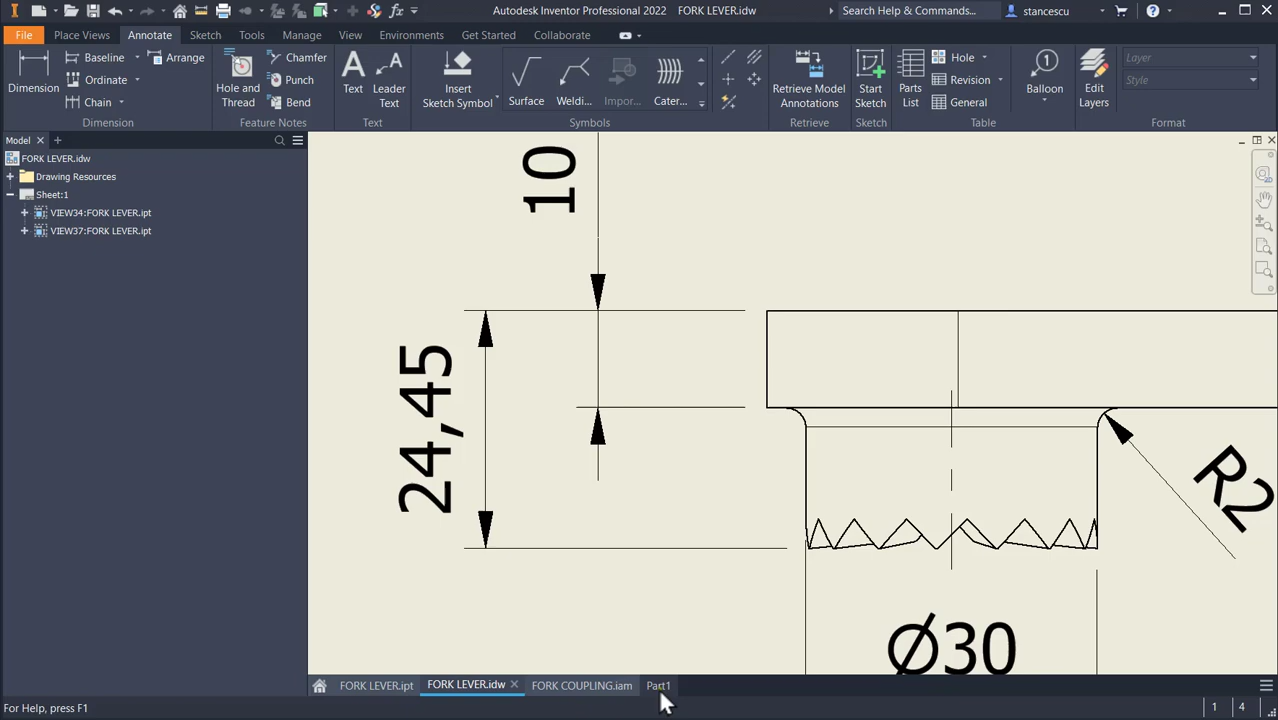 Autodesk Inventor Professional 2022 FORK LEVER.idw
Search Help & Commands...
stancescu
File Place Views Annotate Sketch Tools Manage View Environments Get Started Collaborate
Dimension
Baseline
Ordinate
Chain
Arrange
Dimension
Hole and Thread
Chamfer
Punch
Bend
Feature Notes
Text
Leader Text
Text
Insert Sketch Symbol
Surface
Weldi...
Impor...
Cater...
Symbols
Retrieve Model Annotations
Retrieve
Start Sketch
Sketch
Parts List
Hole
Revision
General
Table
Balloon
Edit Layers
Layer
Style
Format
Model
FORK LEVER.idw
Drawing Resources
Sheet:1
VIEW34:FORK LEVER.ipt
VIEW37:FORK LEVER.ipt
10
24,45
R2
Ø30
FORK LEVER.ipt FORK LEVER.idw FORK COUPLING.iam Part1
For Help, press F1
1 4